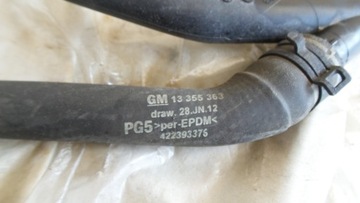 GM 13 355 363
draw. 28.JN.12
PG5 >per-EPDM<
422393375